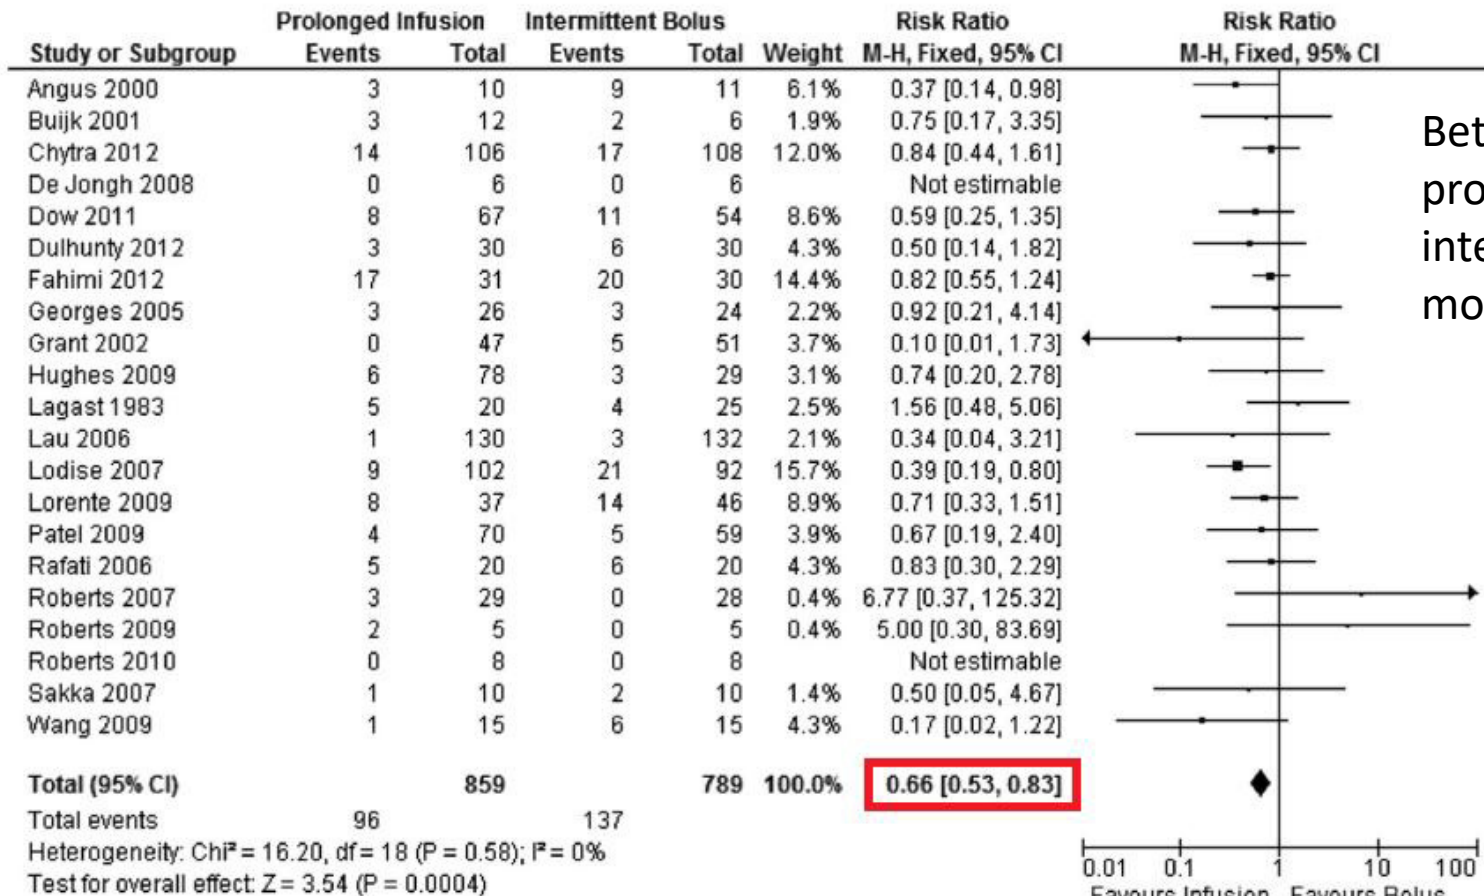 Prolonged Infusion Intermittent Bolus Risk Ratio Risk Ratio
Study or Subgroup Events Total Events Total Weight M-H, Fixed, 95% CI M-H, Fixed, 95% CI
Angus 2000 3 10 9 11 6.1% 0.37 [0.14, 0.98]
Buijk 2001 3 12 2 6 1.9% 0.75 [0.17, 3.35]
Chytra 2012 14 106 17 108 12.0% 0.84 [0.44, 1.61]
De Jongh 2008 0 6 0 6 Not estimable
Dow 2011 8 67 11 54 8.6% 0.59 [0.25, 1.35]
Dulhunty 2012 3 30 6 30 4.3% 0.50 [0.14, 1.82]
Fahimi 2012 17 31 20 30 14.4% 0.82 [0.55, 1.24]
Georges 2005 3 26 3 24 2.2% 0.92 [0.21, 4.14]
Grant 2002 0 47 5 51 3.7% 0.10 [0.01, 1.73]
Hughes 2009 6 78 3 29 3.1% 0.74 [0.20, 2.78]
Lagast 1983 5 20 4 25 2.5% 1.56 [0.48, 5.06]
Lau 2006 1 130 3 132 2.1% 0.34 [0.04, 3.21]
Lodise 2007 9 102 21 92 15.7% 0.39 [0.19, 0.80]
Lorente 2009 8 37 14 46 8.9% 0.71 [0.33, 1.51]
Patel 2009 4 70 5 59 3.9% 0.67 [0.19, 2.40]
Rafati 2006 5 20 6 20 4.3% 0.83 [0.30, 2.29]
Roberts 2007 3 29 0 28 0.4% 6.77 [0.37, 125.32]
Roberts 2009 2 5 0 5 0.4% 5.00 [0.30, 83.69]
Roberts 2010 0 8 0 8 Not estimable
Sakka 2007 1 10 2 10 1.4% 0.50 [0.05, 4.67]
Wang 2009 1 15 6 15 4.3% 0.17 [0.02, 1.22]
Total (95% CI) 859 789 100.0% 0.66 [0.53, 0.83]
Total events 96 137
Heterogeneity: Chi² = 16.20, df = 18 (P = 0.58); I² = 0%
Test for overall effect: Z = 3.54 (P = 0.0004)
0.01 0.1 1 10 100
Favours Infusion Favours Bolus
Bet
pro
inte
mo